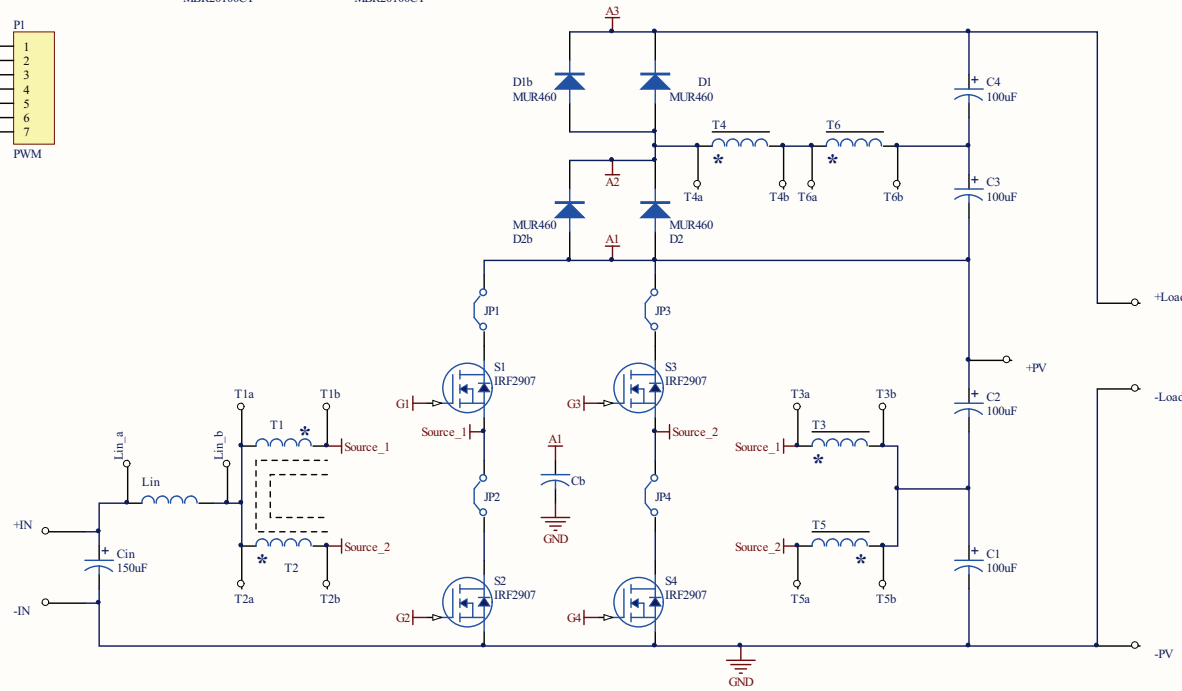 MBR20100CT
MBR20100CT
P1
1
2
3
4
5
6
7
PWM
A3
D1b
MUR460
D1
MUR460
C4
100uF
T4
T6
*
*
A2
T4a
T4b
T6a
T6b
C3
100uF
MUR460
D2b
MUR460
D2
A1
JP1
JP3
+Load
S1
IRF2907
S3
IRF2907
+PV
-Load
G1
G3
C2
100uF
T1a
T1b
T3a
T3b
Source_1
Source_2
T1
*
Source_1
Source_1
T3
*
Lin_a
Lin_b
A1
Cb
GND
Lin
JP2
JP4
+IN
Cin
150uF
-IN
Source_2
*
T2
T2a
T2b
Source_2
T5
*
T5a
T5b
C1
100uF
S2
IRF2907
S4
IRF2907
G2
G4
-PV
GND